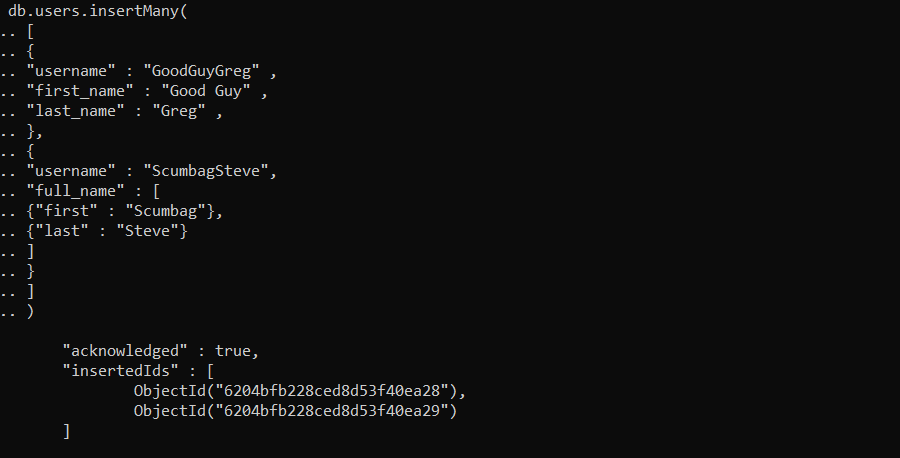 db.users.insertMany(
.. [
.. {
.. "username" : "GoodGuyGreg" ,
.. "first_name" : "Good Guy" ,
.. "last_name" : "Greg" ,
.. },
.. {
.. "username" : "ScumbagSteve",
.. "full_name" : [
.. {"first" : "Scumbag"},
.. {"last" : "Steve"}
.. ]
.. }
.. ]
.. )
"acknowledged" : true,
"insertedIds" : [
ObjectId("6204bfb228ced8d53f40ea28"),
ObjectId("6204bfb228ced8d53f40ea29")
]